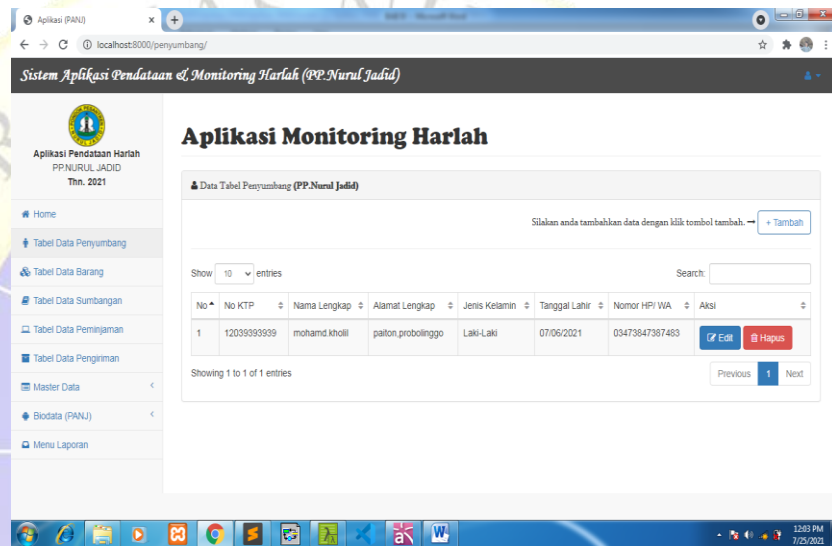 Aplikasi (PANJ)
localhost:8000/penyumbang/
Sistem Aplikasi Pendataan & Monitoring Harlah (PP.Nurul Jadid)
Aplikasi Pendataan Harlah
PP.NURUL JADID
Thn. 2021
Home
Tabel Data Penyumbang
Tabel Data Barang
Tabel Data Sumbangan
Tabel Data Peminjaman
Tabel Data Pengiriman
Master Data
Biodata (PANJ)
Menu Laporan
Aplikasi Monitoring Harlah
Data Tabel Penyumbang (PP.Nurul Jadid)
Silakan anda tambahkan data dengan klik tombol tambah. → + Tambah
Show 10 entries Search:
No No KTP Nama Lengkap Alamat Lengkap Jenis Kelamin Tanggal Lahir Nomor HP/ WA Aksi
1 12039393939 mohamd.kholil paiton,probolinggo Laki-Laki 07/06/2021 03473847387483 Edit Hapus
Showing 1 to 1 of 1 entries Previous 1 Next
12:03 PM
7/25/2021